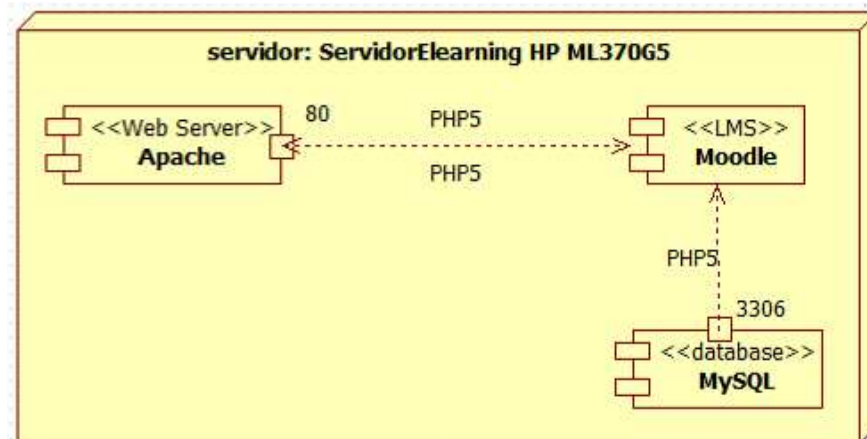 servidor: ServidorElearning HP ML370G5
<<Web Server>>
Apache
80
PHP5
PHP5
<<LMS>>
Moodle
PHP5
3306
<<database>>
MySQL